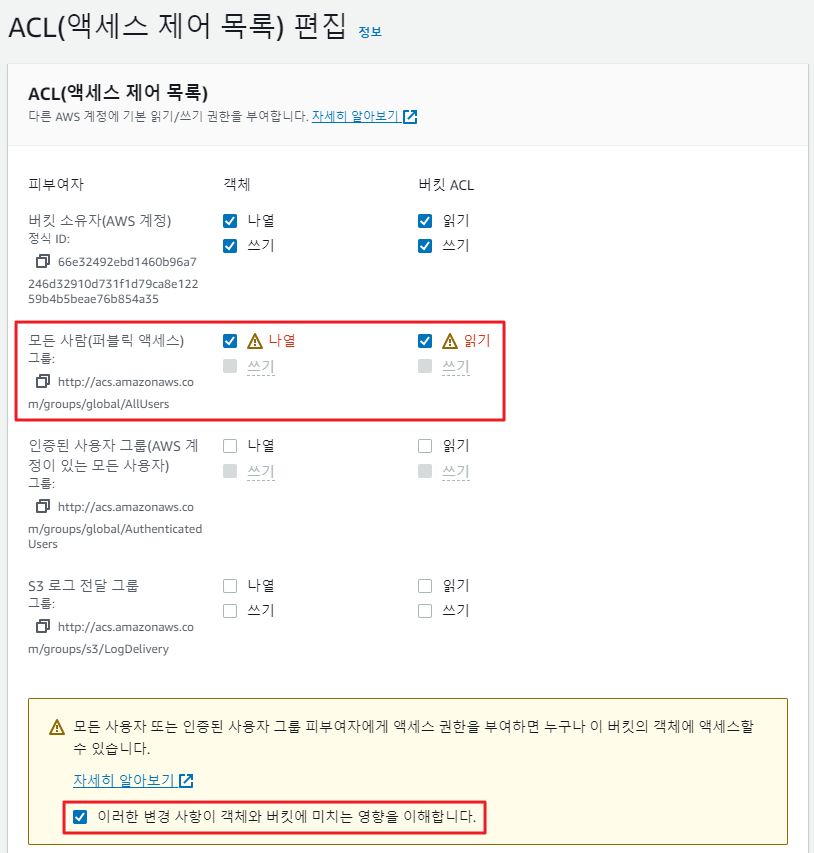 ACL(액세스 제어 목록) 편집 정보
ACL(액세스 제어 목록)
다른 AWS 계정에 기본 읽기/쓰기 권한을 부여합니다. 자세히 알아보기
피부여자 객체 버킷 ACL
버킷 소유자(AWS 계정) 나열 읽기
정식 ID: 쓰기 쓰기
66e32492ebd1460b96a7
246d32910d731f1d79ca8e122
59b4b5beae76b854a35
모든 사람(퍼블릭 액세스) 나열 읽기
그룹: 쓰기 쓰기
http://acs.amazonaws.co
m/groups/global/AllUsers
인증된 사용자 그룹(AWS 계 나열 읽기
정이 있는 모든 사용자) 쓰기 쓰기
그룹:
http://acs.amazonaws.co
m/groups/global/Authenticated
Users
S3 로그 전달 그룹 나열 읽기
그룹: 쓰기 쓰기
http://acs.amazonaws.co
m/groups/s3/LogDelivery
모든 사용자 또는 인증된 사용자 그룹 피부여자에게 액세스 권한을 부여하면 누구나 이 버킷의 객체에 액세스할
수 있습니다.
자세히 알아보기
이러한 변경 사항이 객체와 버킷에 미치는 영향을 이해합니다.